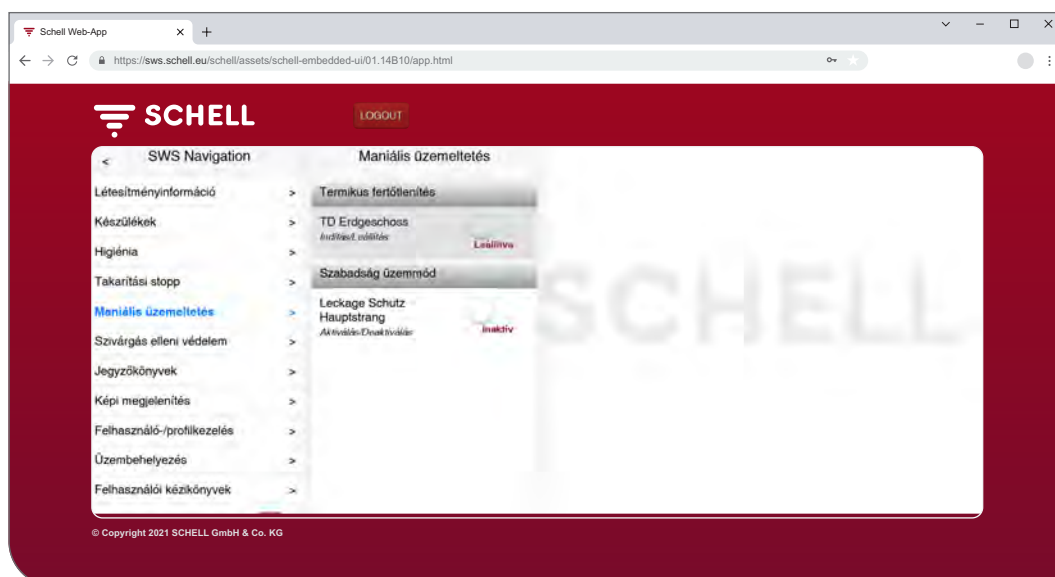 Schell Web-App
https://sws.schell.eu/schell/assets/schell-embedded-ui/01.14B10/app.html
SCHELL
LOGOUT
< SWS Navigation
Maniális üzemeltetés
Létesítményinformáció >
Készülékek >
Higiénia >
Takarítási stopp >
Maniális üzemeltetés >
Szivárgás elleni védelem >
Jegyzőkönyvek >
Képi megjelenítés >
Felhasználó-/profilkezelés >
Üzembehelyezés >
Felhasználói kézikönyvek >
Termikus fertőtlenítés
TD Erdgeschoss
Indítás/Leállítás
Leállítva
Szabadság üzemmód
Leckage Schutz
Hauptstrang
Aktiválás/Deaktiválás
Inaktív
SCHELL
© Copyright 2021 SCHELL GmbH & Co. KG